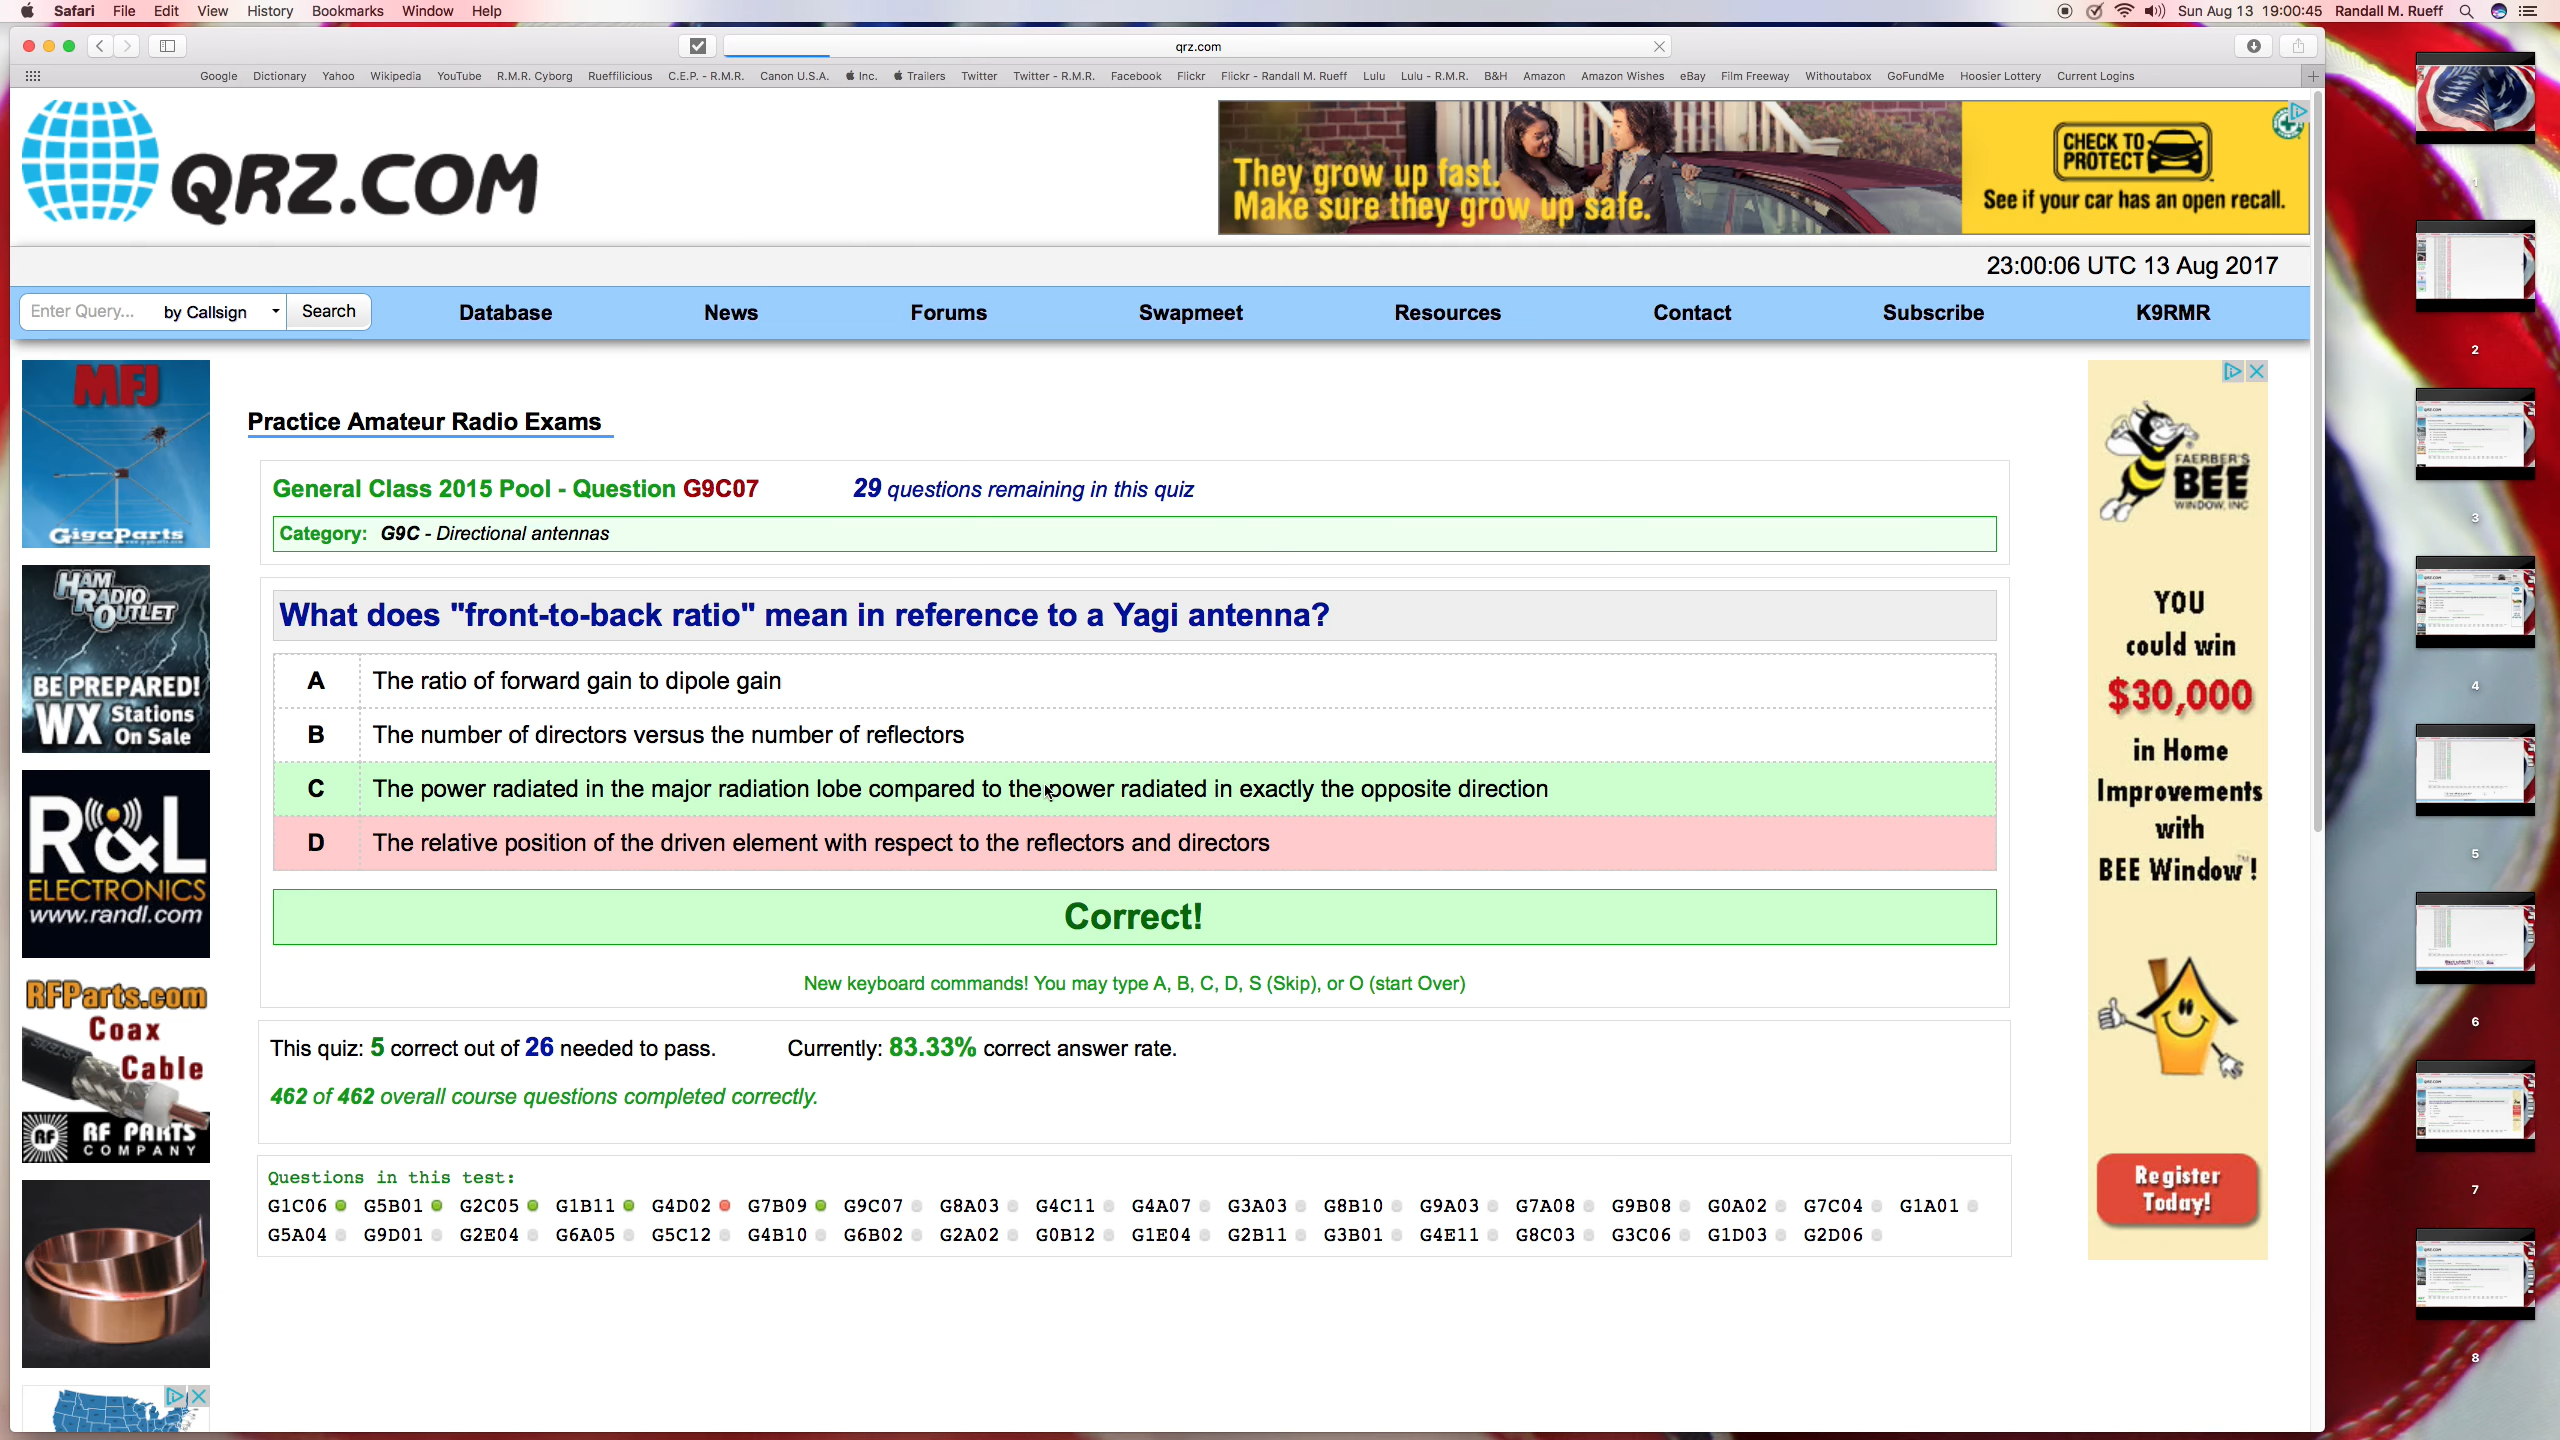 Safari File Edit View History Bookmarks Window Help
Sun Aug 13 19:00:45 Randall M. Rueff
qrz.com
Google Dictionary Yahoo Wikipedia YouTube R.M.R. Cyborg Rueffilicious C.E.P. - R.M.R. Canon U.S.A. Inc. Trailers Twitter Twitter - R.M.R. Facebook Flickr Flickr - Randall M. Rueff Lulu Lulu - R.M.R. B&H Amazon Amazon Wishes eBay Film Freeway Withoutabox GoFundMe Hoosier Lottery Current Logins
QRZ.COM
They grow up fast.
Make sure they grow up safe.
CHECK TO
PROTECT
See if your car has an open recall.
23:00:06 UTC 13 Aug 2017
Enter Query... by Callsign Search Database News Forums Swapmeet Resources Contact Subscribe K9RMR
MFJ
GigaParts
HAM
RADIO
OUTLET
BE PREPARED!
WX Stations
On Sale
R&L
ELECTRONICS
www.randl.com
RFParts.com
Coax
Cable
RF RF PARTS
COMPANY
Practice Amateur Radio Exams
General Class 2015 Pool - Question G9C07 29 questions remaining in this quiz
Category: G9C - Directional antennas
What does "front-to-back ratio" mean in reference to a Yagi antenna?
A The ratio of forward gain to dipole gain
B The number of directors versus the number of reflectors
C The power radiated in the major radiation lobe compared to the power radiated in exactly the opposite direction
D The relative position of the driven element with respect to the reflectors and directors
Correct!
New keyboard commands! You may type A, B, C, D, S (Skip), or O (start Over)
This quiz: 5 correct out of 26 needed to pass. Currently: 83.33% correct answer rate.
462 of 462 overall course questions completed correctly.
Questions in this test:
G1C06 G5B01 G2C05 G1B11 G4D02 G7B09 G9C07 G8A03 G4C11 G4A07 G3A03 G8B10 G9A03 G7A08 G9B08 G0A02 G7C04 G1A01
G5A04 G9D01 G2E04 G6A05 G5C12 G4B10 G6B02 G2A02 G0B12 G1E04 G2B11 G3B01 G4E11 G8C03 G3C06 G1D03 G2D06
FAERBER'S
BEE
WINDOW, INC
YOU
could win
$30,000
in Home
Improvements
with
BEE Window™!
Register
Today!
1
2
3
4
5
6
7
8